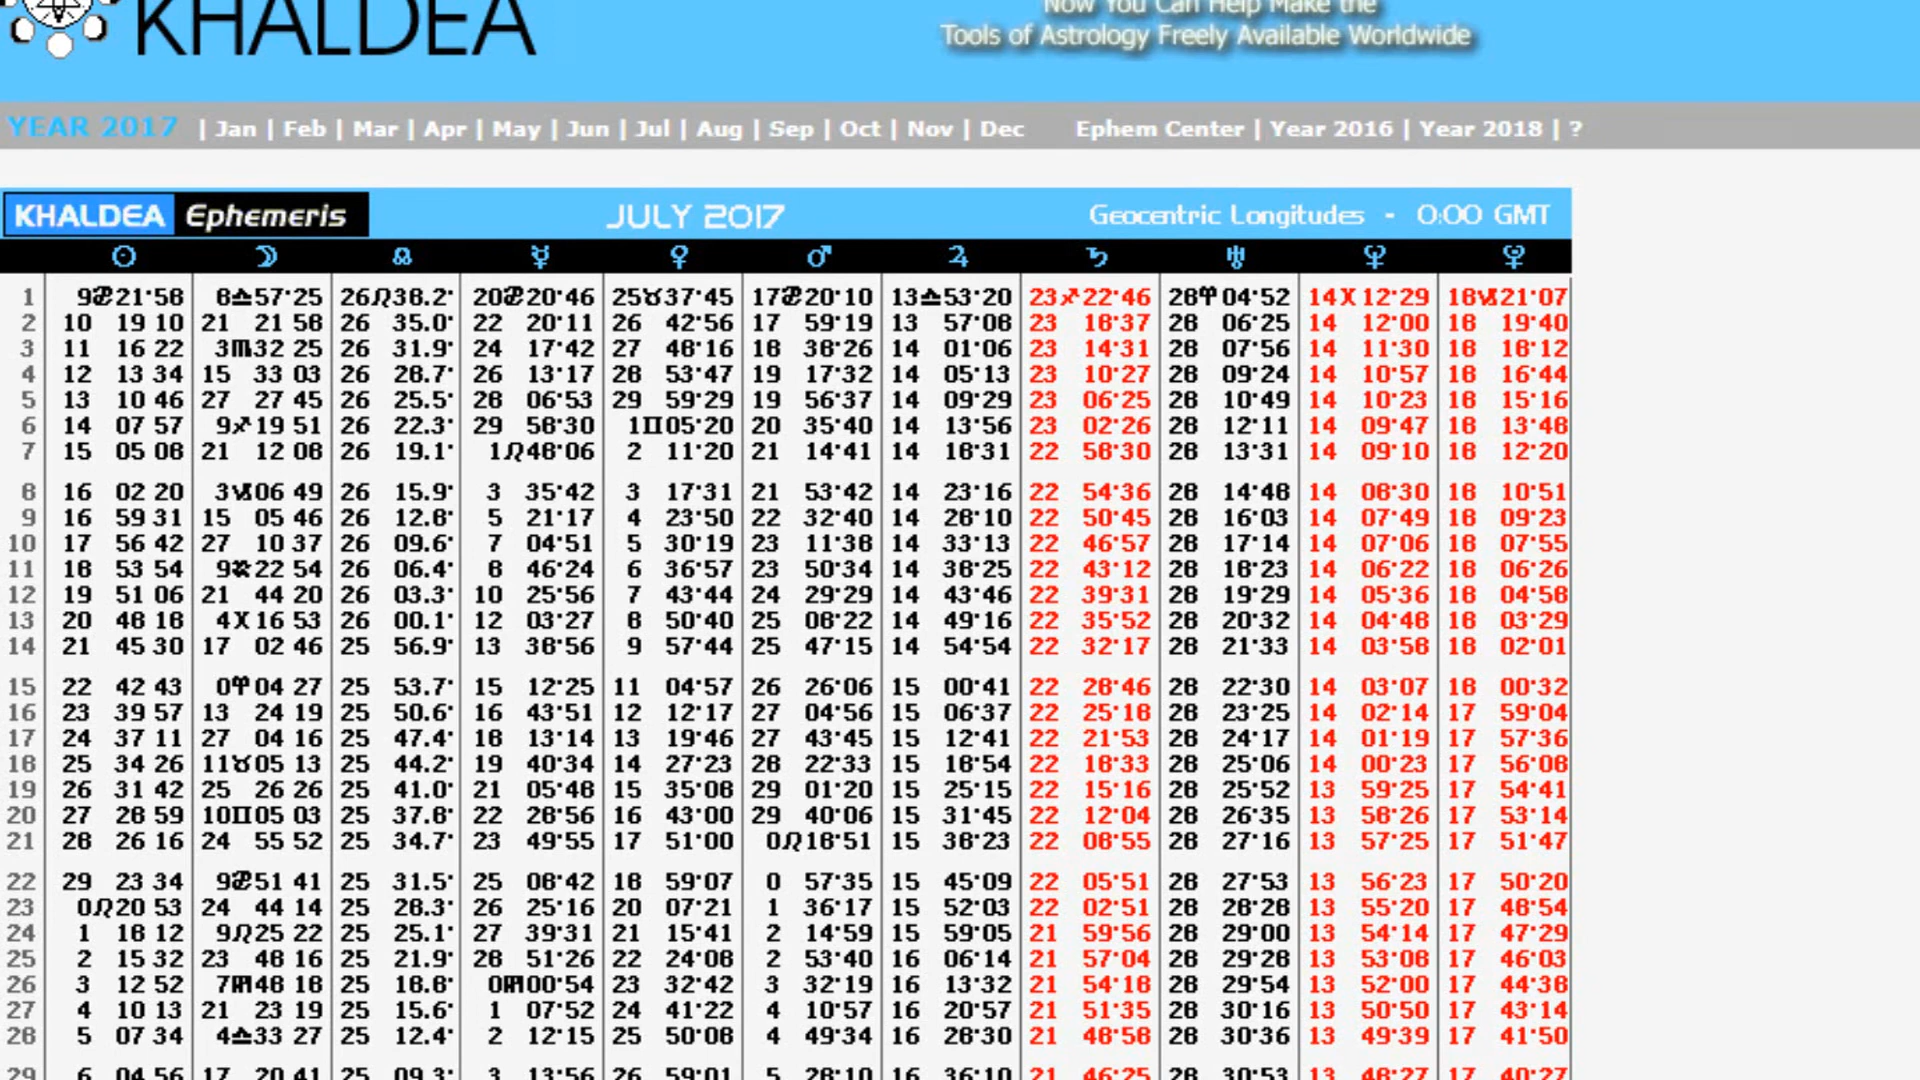 KHALDEA
Now You Can Help Make the
Tools of Astrology Freely Available Worldwide
YEAR 2017 | Jan | Feb | Mar | Apr | May | Jun | Jul | Aug | Sep | Oct | Nov | Dec Ephem Center | Year 2016 | Year 2018 | ?
KHALDEA Ephemeris JULY 2017 Geocentric Longitudes - 0:00 GMT
☉ ☽ ☊ ☿ ♀ ♂ ♃ ♄ ♅ ♆ ♇
1 9♋21'58 8♎57'25 26♌38.2' 20♋20'46 25♉37'45 17♋20'10 13♎53'20 23♐22'46 28♈04'52 14♓12'29 18♑21'07
2 10 19 10 21 21 58 26 35.0' 22 20'11 26 42'56 17 59'19 13 57'08 23 18'37 28 06'25 14 12'00 18 19'40
3 11 16 22 3♏32 25 26 31.9' 24 17'42 27 48'16 18 38'26 14 01'06 23 14'31 28 07'56 14 11'30 18 18'12
4 12 13 34 15 33 03 26 28.7' 26 13'17 28 53'47 19 17'32 14 05'13 23 10'27 28 09'24 14 10'57 18 16'44
5 13 10 46 27 27 45 26 25.5' 28 06'53 29 59'29 19 56'37 14 09'29 23 06'25 28 10'49 14 10'23 18 15'16
6 14 07 57 9♐19 51 26 22.3' 29 58'30 1♊05'20 20 35'40 14 13'56 23 02'26 28 12'11 14 09'47 18 13'48
7 15 05 08 21 12 08 26 19.1' 1♌48'06 2 11'20 21 14'41 14 18'31 22 58'30 28 13'31 14 09'10 18 12'20
8 16 02 20 3♑06 49 26 15.9' 3 35'42 3 17'31 21 53'42 14 23'16 22 54'36 28 14'48 14 08'30 18 10'51
9 16 59 31 15 05 46 26 12.8' 5 21'17 4 23'50 22 32'40 14 28'10 22 50'45 28 16'03 14 07'49 18 09'23
10 17 56 42 27 10 37 26 09.6' 7 04'51 5 30'19 23 11'38 14 33'13 22 46'57 28 17'14 14 07'06 18 07'55
11 18 53 54 9♒22 54 26 06.4' 8 46'24 6 36'57 23 50'34 14 38'25 22 43'12 28 18'23 14 06'22 18 06'26
12 19 51 06 21 44 20 26 03.3' 10 25'56 7 43'44 24 29'29 14 43'46 22 39'31 28 19'29 14 05'36 18 04'58
13 20 48 18 4♓16 53 26 00.1' 12 03'27 8 50'40 25 08'22 14 49'16 22 35'52 28 20'32 14 04'48 18 03'29
14 21 45 30 17 02 46 25 56.9' 13 38'56 9 57'44 25 47'15 14 54'54 22 32'17 28 21'33 14 03'58 18 02'01
15 22 42 43 0♈04 27 25 53.7' 15 12'25 11 04'57 26 26'06 15 00'41 22 28'46 28 22'30 14 03'07 18 00'32
16 23 39 57 13 24 19 25 50.6' 16 43'51 12 12'17 27 04'56 15 06'37 22 25'18 28 23'25 14 02'14 17 59'04
17 24 37 11 27 04 16 25 47.4' 18 13'14 13 19'46 27 43'45 15 12'41 22 21'53 28 24'17 14 01'19 17 57'36
18 25 34 26 11♉05 13 25 44.2' 19 40'34 14 27'23 28 22'33 15 18'54 22 18'33 28 25'06 14 00'23 17 56'08
19 26 31 42 25 26 26 25 41.0' 21 05'48 15 35'08 29 01'20 15 25'15 22 15'16 28 25'52 13 59'25 17 54'41
20 27 28 59 10♊05 03 25 37.8' 22 28'56 16 43'00 29 40'06 15 31'45 22 12'04 28 26'35 13 58'26 17 53'14
21 28 26 16 24 55 52 25 34.7' 23 49'55 17 51'00 0♌18'51 15 38'23 22 08'55 28 27'16 13 57'25 17 51'47
22 29 23 34 9♋51 41 25 31.5' 25 08'42 18 59'07 0 57'35 15 45'09 22 05'51 28 27'53 13 56'23 17 50'20
23 0♌20 53 24 44 14 25 28.3' 26 25'16 20 07'21 1 36'17 15 52'03 22 02'51 28 28'28 13 55'20 17 48'54
24 1 18 12 9♌25 22 25 25.1' 27 39'31 21 15'41 2 14'59 15 59'05 21 59'56 28 29'00 13 54'14 17 47'29
25 2 15 32 23 48 16 25 21.9' 28 51'26 22 24'08 2 53'40 16 06'14 21 57'04 28 29'28 13 53'08 17 46'03
26 3 12 52 7♍48 18 25 18.8' 0♍00'54 23 32'42 3 32'19 16 13'32 21 54'18 28 29'54 13 52'00 17 44'38
27 4 10 13 21 23 19 25 15.6' 1 07'52 24 41'22 4 10'57 16 20'57 21 51'35 28 30'16 13 50'50 17 43'14
28 5 07 34 4♎33 27 25 12.4' 2 12'15 25 50'08 4 49'34 16 28'30 21 48'58 28 30'36 13 49'39 17 41'50
29 6 04 56 17 20 41 25 09.3' 3 13'56 26 59'01 5 28'10 16 36'10 21 46'25 28 30'53 13 48'27 17 40'27